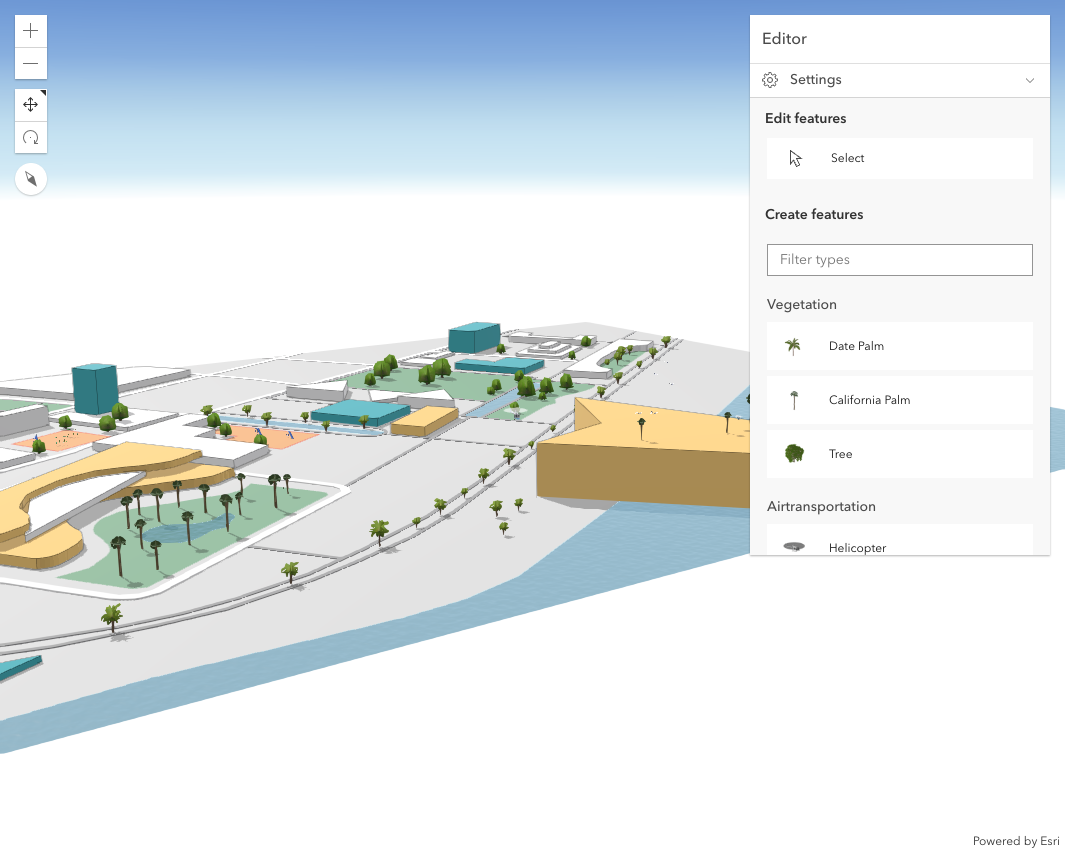 Editor
Settings
Edit features
Select
Create features
Filter types
Vegetation
Date Palm
California Palm
Tree
Airtransportation
Helicopter
Powered by Esri